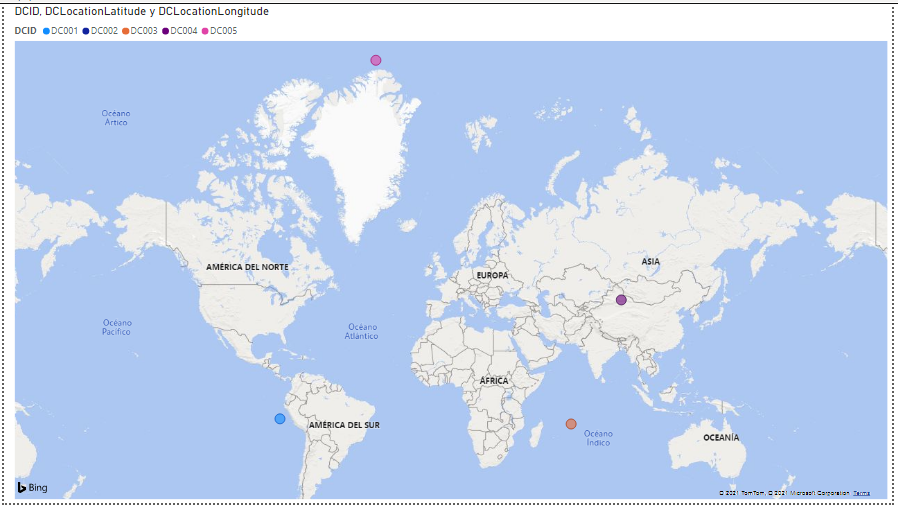 DCID, DCLocationLatitude y DCLocationLongitude
DCID DC001 DC002 DC003 DC004 DC005
Océano
Ártico
AMÉRICA DEL NORTE
EUROPA
ASIA
Océano
Pacífico
Océano
Atlántico
ÁFRICA
AMÉRICA DEL SUR
Océano
Índico
OCEANÍA
Bing
© 2021 TomTom, © 2021 Microsoft Corporation Terms